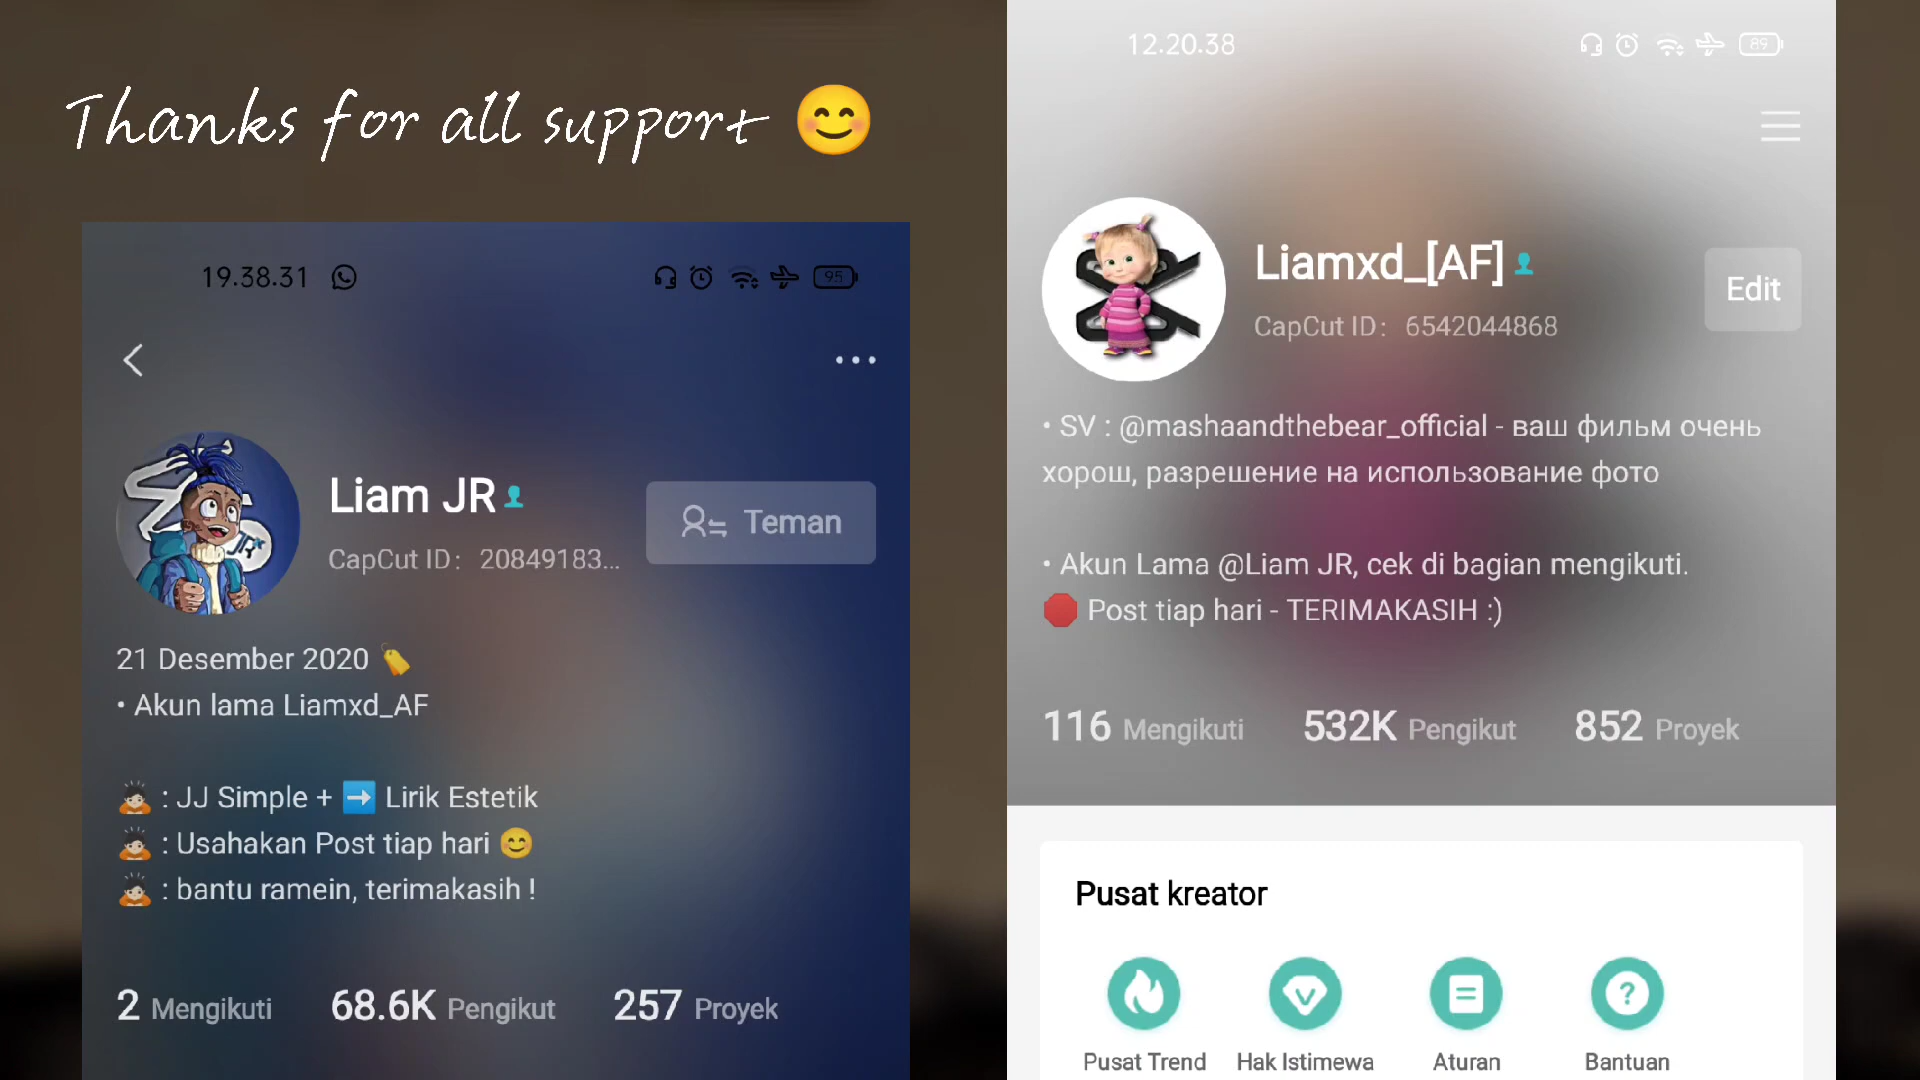 Thanks for all support 😊
19.38.31
95
Liam JR
CapCut ID： 20849183...
Teman
21 Desember 2020
• Akun lama Liamxd_AF
🙇 : JJ Simple + ➡️ Lirik Estetik
🙇 : Usahakan Post tiap hari 😊
🙇 : bantu ramein, terimakasih !
2 Mengikuti
68.6K Pengikut
257 Proyek
12.20.38
89
Liamxd_[AF]
CapCut ID： 6542044868
Edit
• SV : @mashaandthebear_official - ваш фильм очень
хорош, разрешение на использование фото
• Akun Lama @Liam JR, cek di bagian mengikuti.
🛑 Post tiap hari - TERIMAKASIH :)
116 Mengikuti
532K Pengikut
852 Proyek
Pusat kreator
Pusat Trend
Hak Istimewa
Aturan
Bantuan